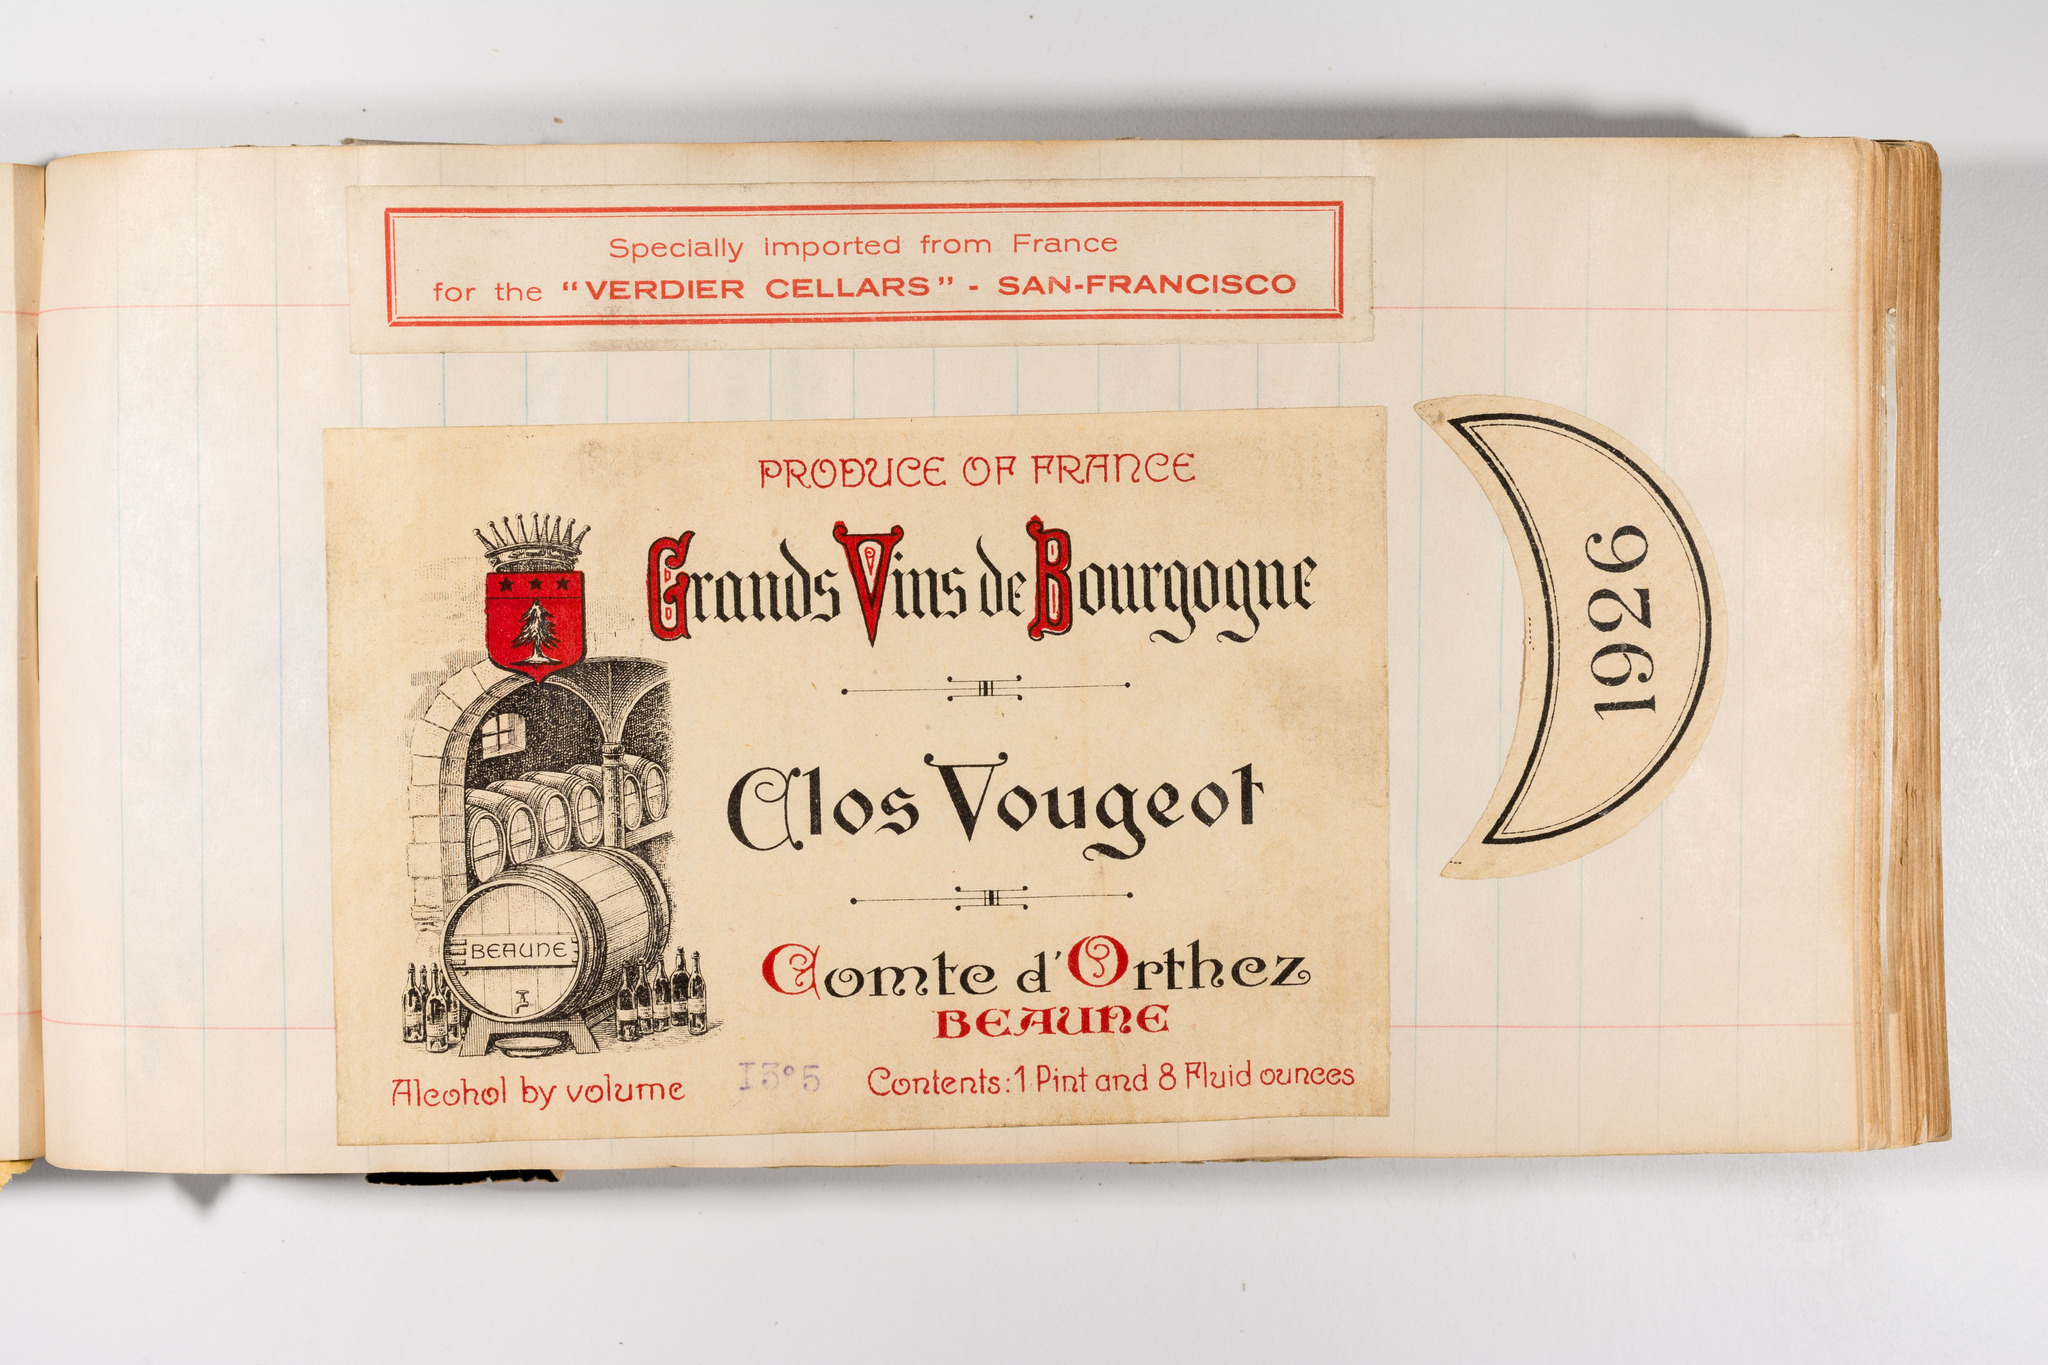 Specially imported from France
for the "VERDIER CELLARS" - SAN-FRANCISCO
PRODUCE OF FRANCE
Grands Vins de Bourgogne
Clos Vougeot
Comte d'Orthez
BEAUNE
BEAUNE
Alcohol by volume 13°5 Contents: 1 Pint and 8 Fluid ounces
1926